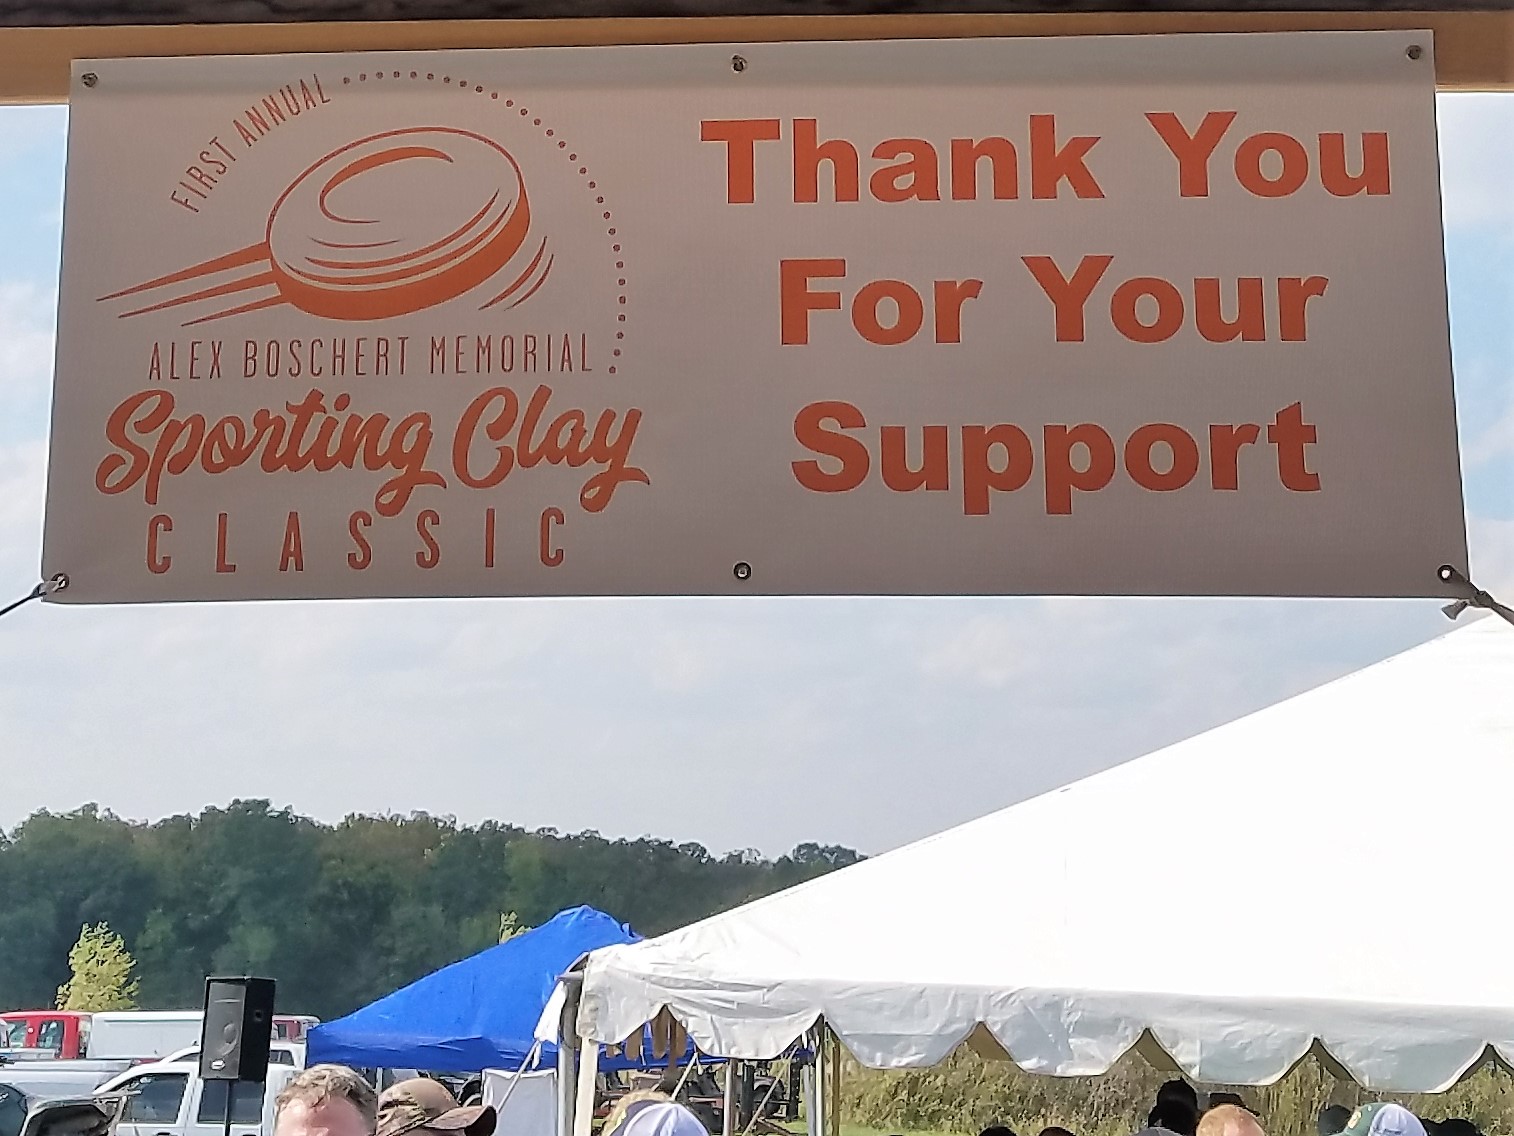 FIRST ANNUAL
ALEX BOSCHERT MEMORIAL
Sporting Clay
CLASSIC
Thank You
For Your
Support